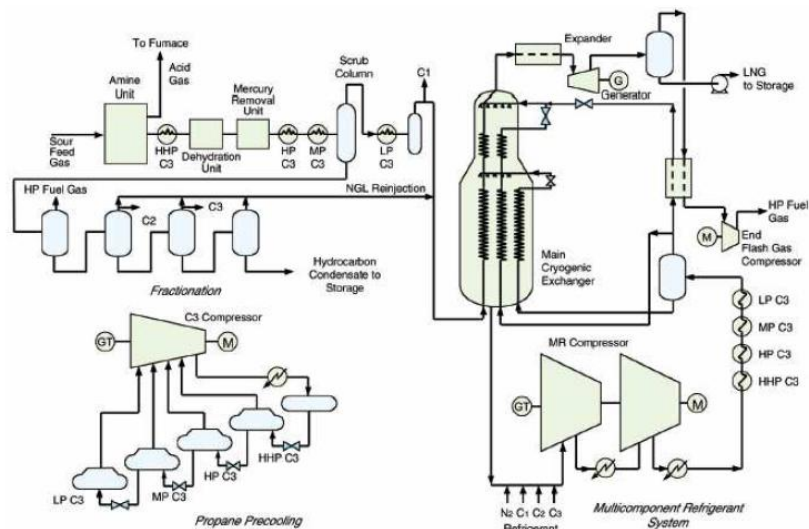 To Furnace
Acid
Gas
Amine
Unit
Sour
Feed
Gas
HHP
C3
Dehydration
Unit
Mercury
Removal
Unit
HP
C3
MP
C3
Scrub
Column
LP
C3
C1
Expander
G
Generator
LNG
to Storage
HP Fuel Gas
C2
C3
NGL Reinjection
Hydrocarbon
Condensate to
Storage
Fractionation
Main
Cryogenic
Exchanger
HP Fuel
Gas
M
End
Flash Gas
Compressor
LP C3
MP C3
HP C3
HHP C3
C3 Compressor
GT
M
HHP C3
HP C3
MP C3
LP C3
Propane Precooling
MR Compressor
GT
M
N2 C1 C2 C3
Refrigerant
Multicomponent Refrigerant
System